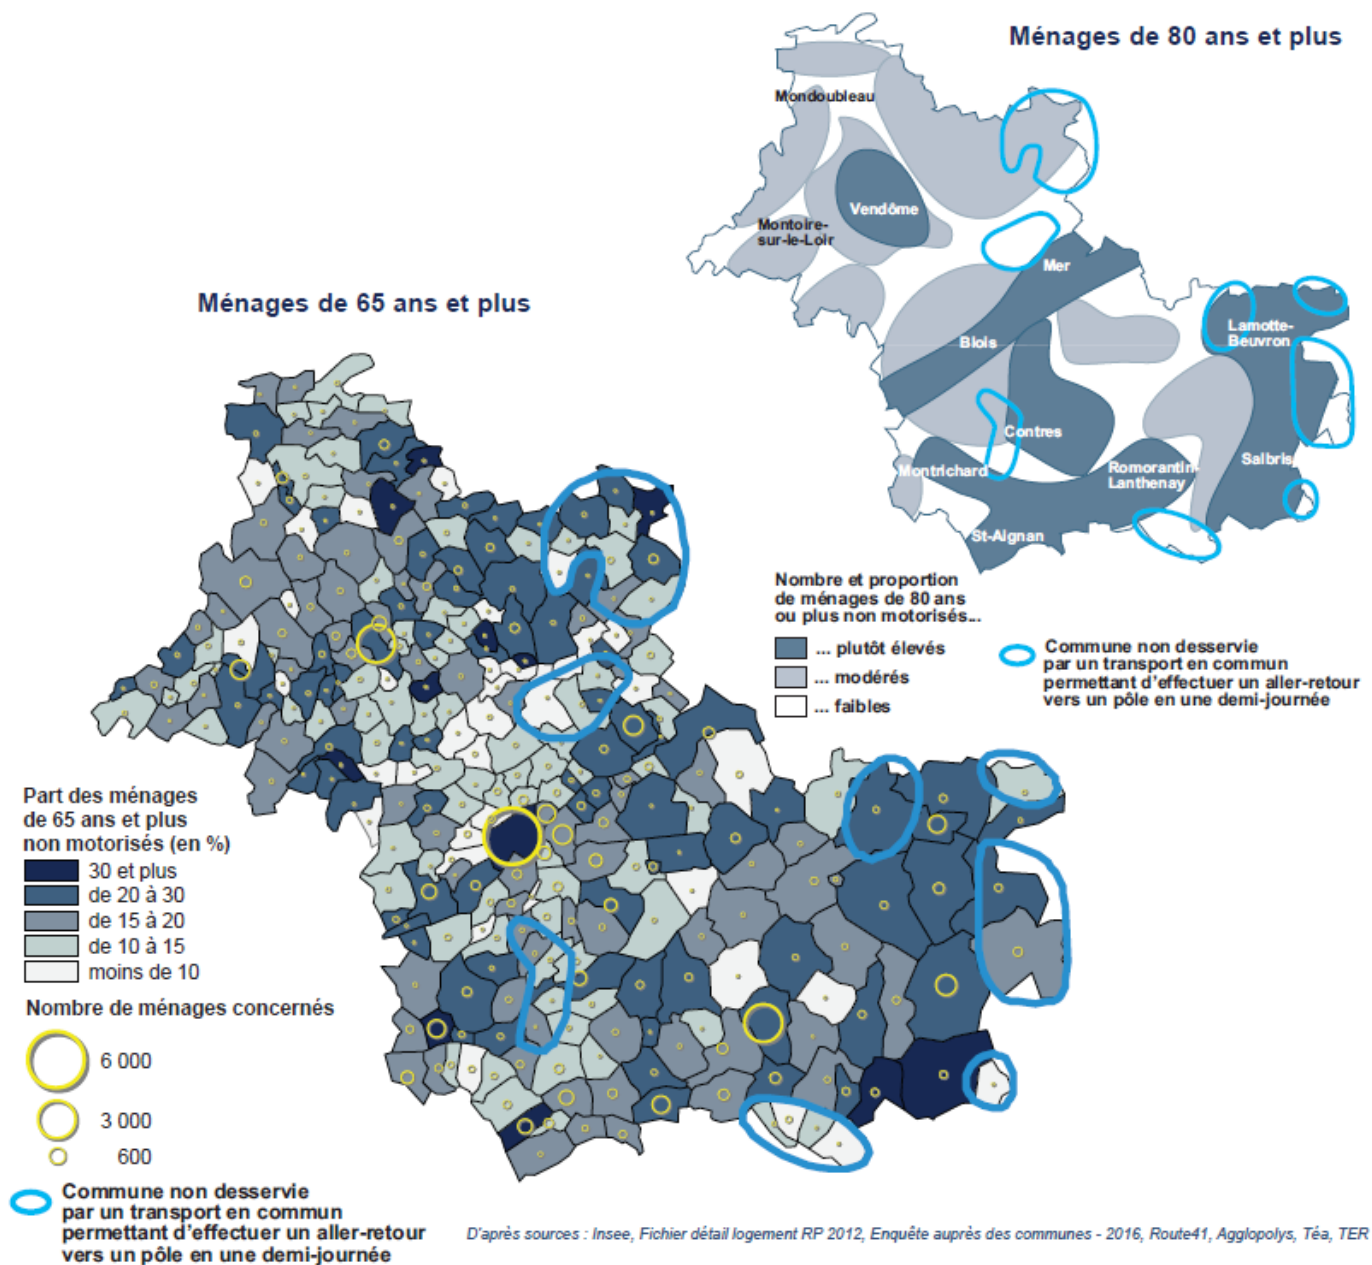 Ménages de 80 ans et plus
Mondoubleau
Vendôme
Montoire-
sur-le-Loir
Mer
Blois
Lamotte-
Beuvron
Contres
Montrichard
Romorantin-
Lanthenay
Salbris
St-Aignan
Nombre et proportion
de ménages de 80 ans
ou plus non motorisés...
... plutôt élevés
... modérés
... faibles
Commune non desservie
par un transport en commun
permettant d'effectuer un aller-retour
vers un pôle en une demi-journée
Ménages de 65 ans et plus
Part des ménages
de 65 ans et plus
non motorisés (en %)
30 et plus
de 20 à 30
de 15 à 20
de 10 à 15
moins de 10
Nombre de ménages concernés
6 000
3 000
600
Commune non desservie
par un transport en commun
permettant d'effectuer un aller-retour
vers un pôle en une demi-journée
D'après sources : Insee, Fichier détail logement RP 2012, Enquête auprès des communes - 2016, Route41, Agglopolys, Téa, TER